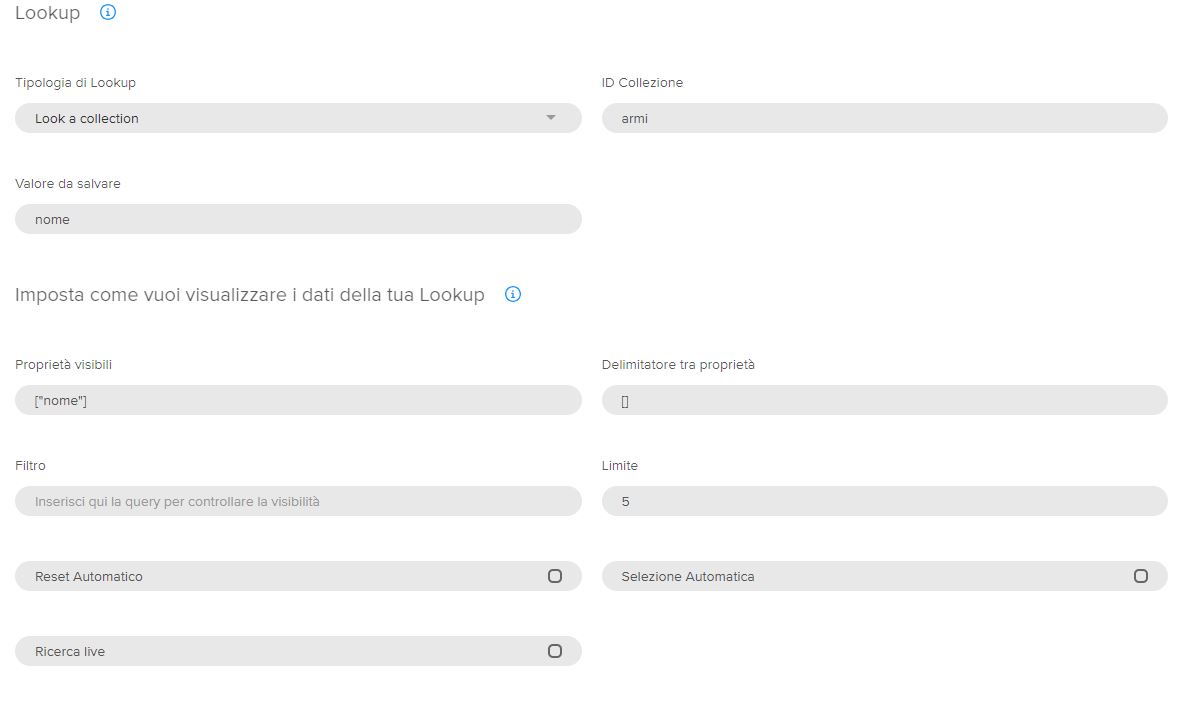 Lookup
Tipologia di Lookup
ID Collezione
Look a collection
armi
Valore da salvare
nome
Imposta come vuoi visualizzare i dati della tua Lookup
Proprietà visibili
Delimitatore tra proprietà
["nome"]
[]
Filtro
Limite
Inserisci qui la query per controllare la visibilità
5
Reset Automatico
Selezione Automatica
Ricerca live